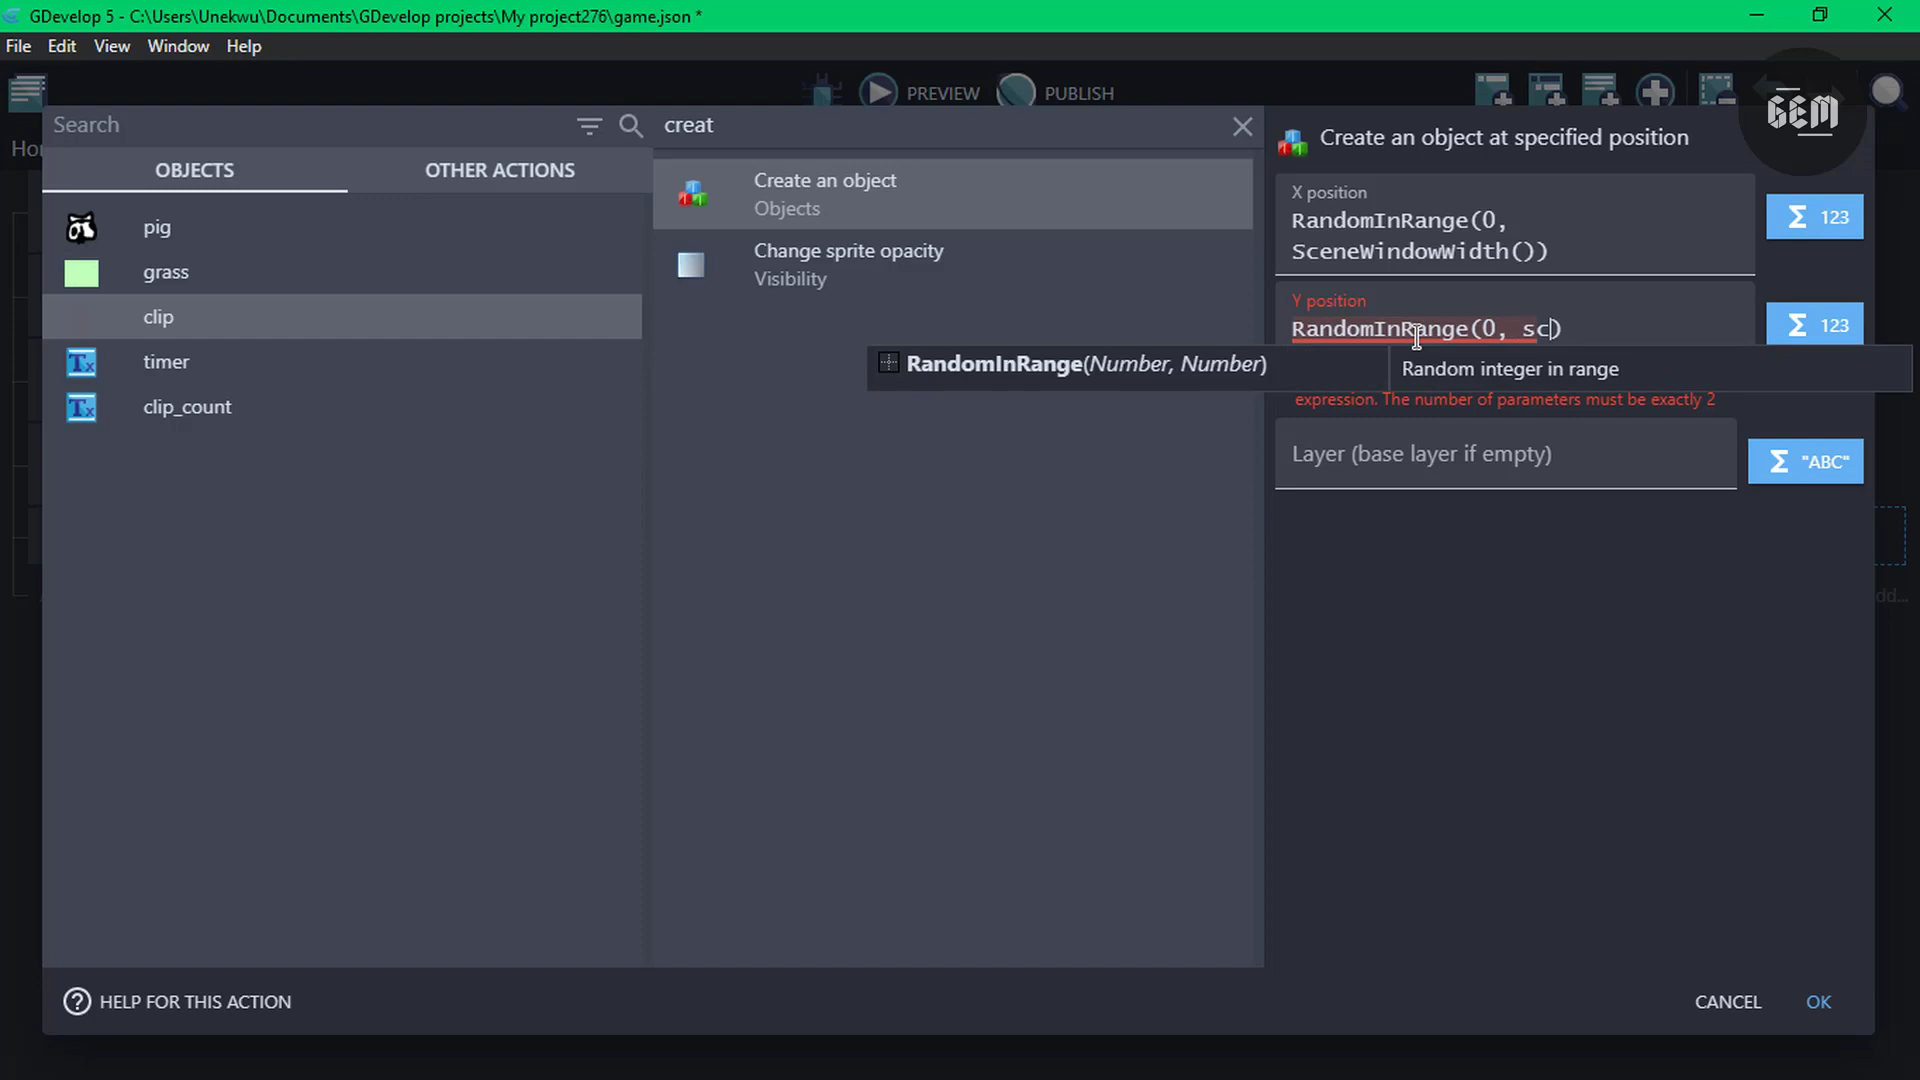 GDevelop 5 - C:\Users\Unekwu\Documents\GDevelop projects\My project276\game.json *
File Edit View Window Help
PREVIEW PUBLISH
GEM
Search
creat
Create an object at specified position
OBJECTS OTHER ACTIONS
pig
grass
clip
timer
clip_count
Create an object
Objects
Change sprite opacity
Visibility
X position
RandomInRange(0,
SceneWindowWidth())
Σ 123
Y position
RandomInRange(0, sc)
Σ 123
RandomInRange(Number, Number)
Random integer in range
expression. The number of parameters must be exactly 2
Layer (base layer if empty)
Σ "ABC"
? HELP FOR THIS ACTION
CANCEL OK